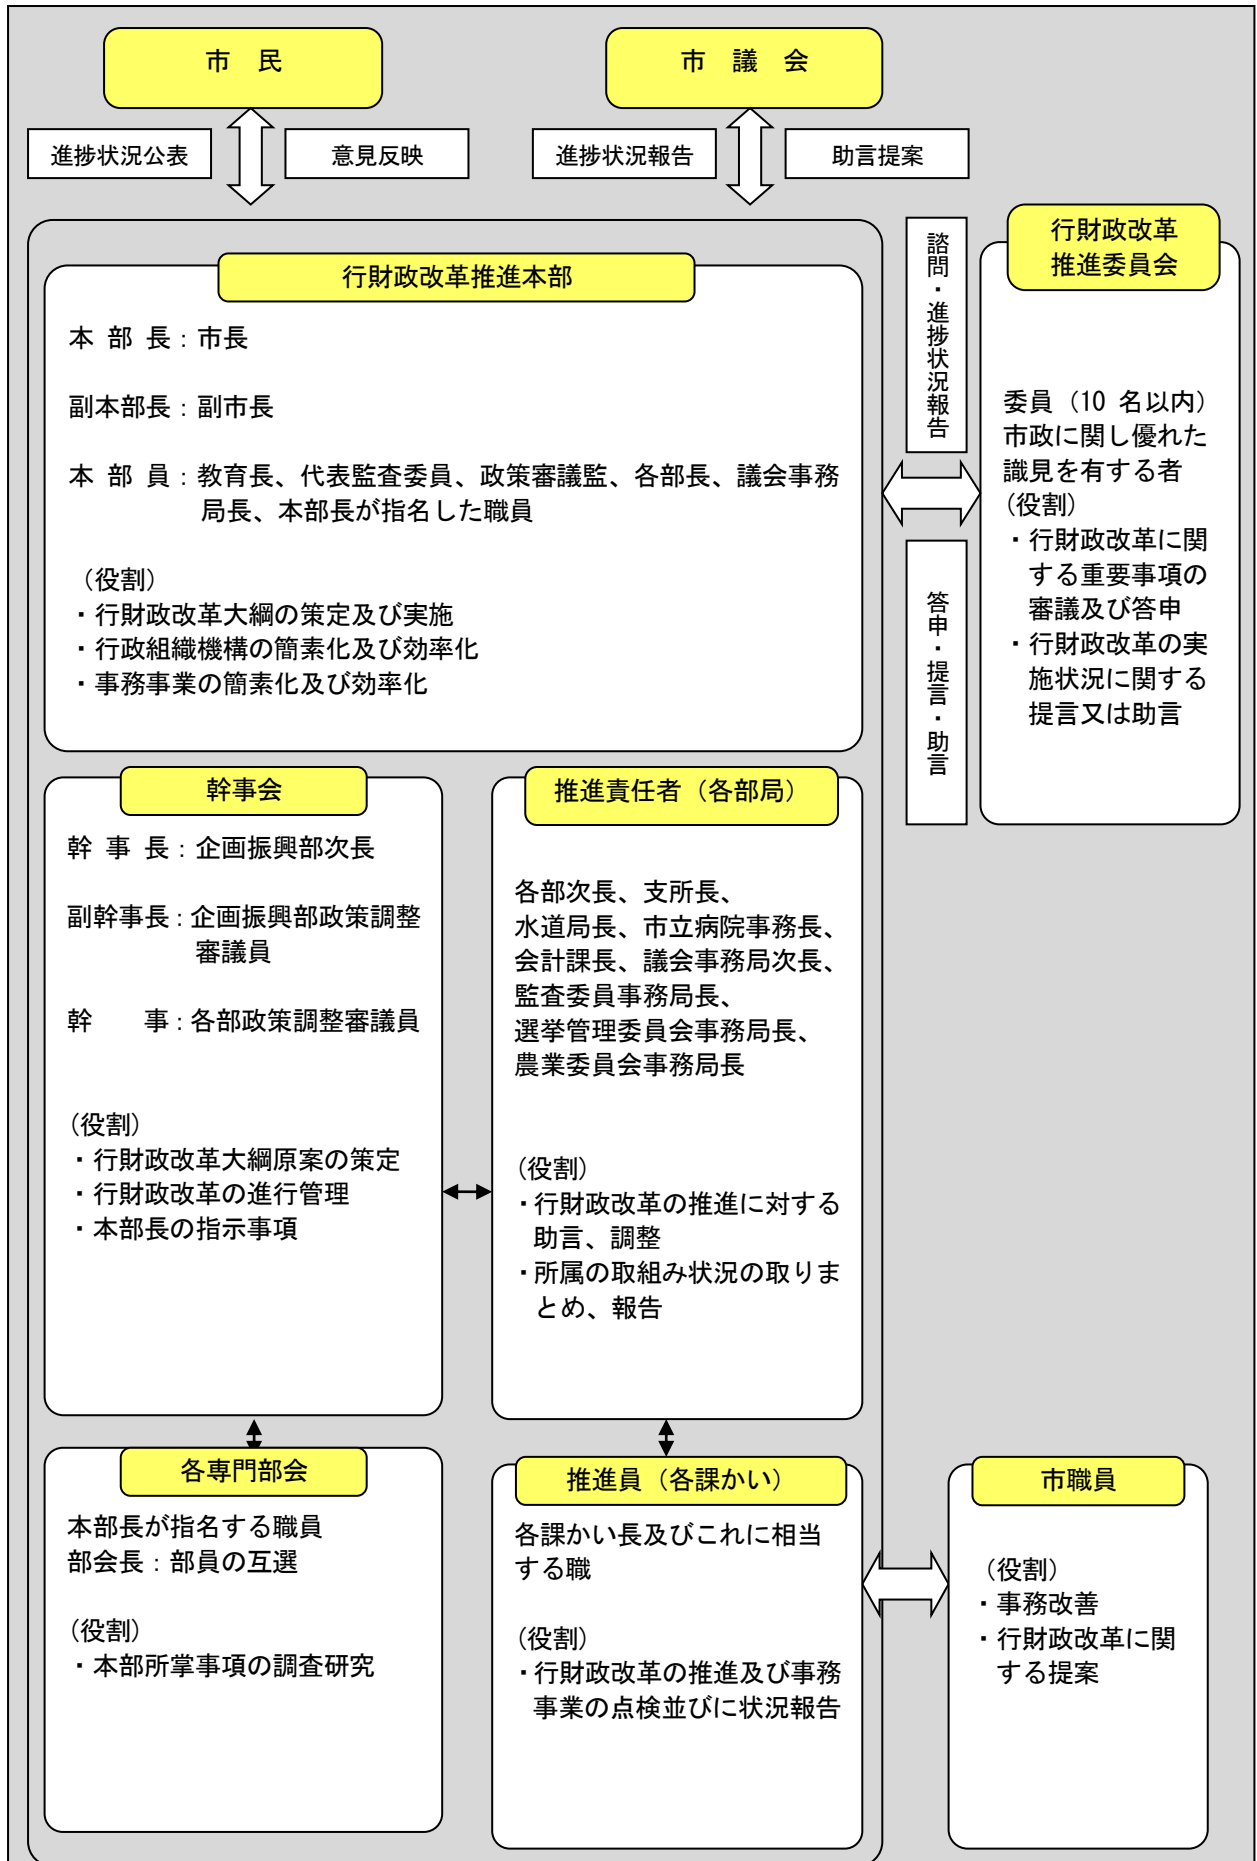 市　民
市　議　会
進捗状況公表
意見反映
進捗状況報告
助言提案
行財政改革推進本部
本 部 長：市長
副本部長：副市長
本 部 員：教育長、代表監査委員、政策審議監、各部長、議会事務
局長、本部長が指名した職員
（役割）
・行財政改革大綱の策定及び実施
・行政組織機構の簡素化及び効率化
・事務事業の簡素化及び効率化
諮問・進捗状況報告
答申・提言・助言
行財政改革
推進委員会
委員（10 名以内）
市政に関し優れた
識見を有する者
（役割）
・行財政改革に関
する重要事項の
審議及び答申
・行財政改革の実
施状況に関する
提言又は助言
幹事会
幹 事 長：企画振興部次長
副幹事長：企画振興部政策調整
審議員
幹　　事：各部政策調整審議員
（役割）
・行財政改革大綱原案の策定
・行財政改革の進行管理
・本部長の指示事項
推進責任者（各部局）
各部次長、支所長、
水道局長、市立病院事務長、
会計課長、議会事務局次長、
監査委員事務局長、
選挙管理委員会事務局長、
農業委員会事務局長
（役割）
・行財政改革の推進に対する
助言、調整
・所属の取組み状況の取りま
とめ、報告
各専門部会
本部長が指名する職員
部会長：部員の互選
（役割）
・本部所掌事項の調査研究
推進員（各課かい）
各課かい長及びこれに相当
する職
（役割）
・行財政改革の推進及び事務
事業の点検並びに状況報告
市職員
（役割）
・事務改善
・行財政改革に関
する提案